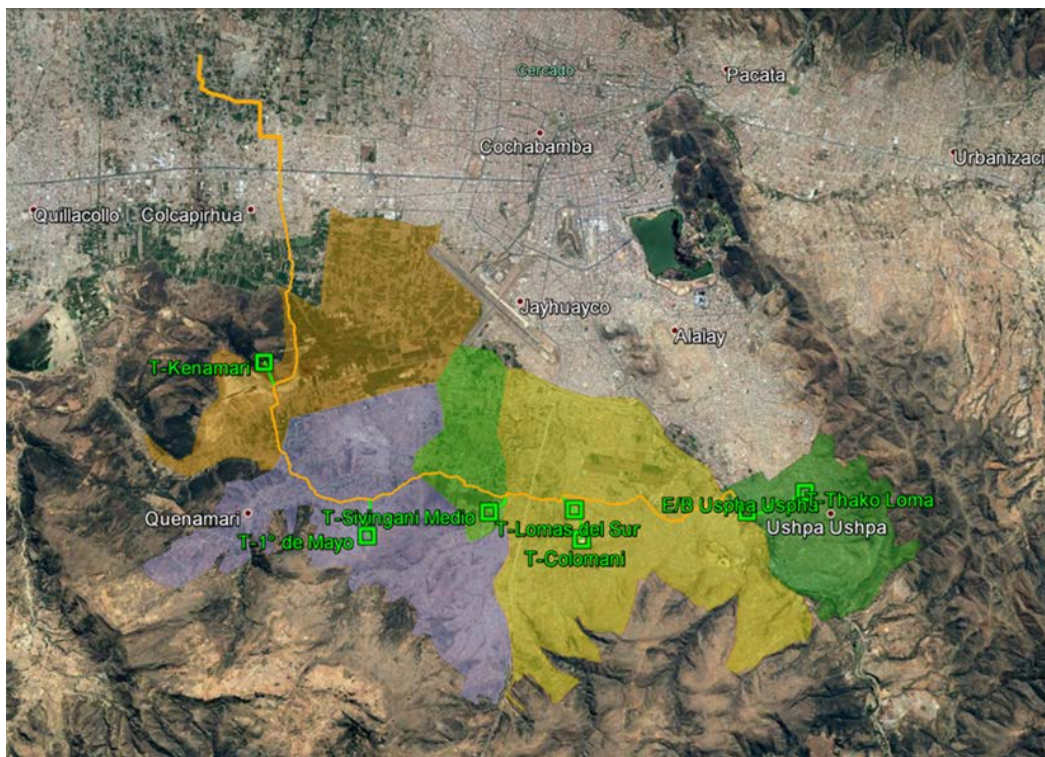 Cercado
Pacata
Cochabamba
Urbanizaci
Quillacollo
Colcapirhua
Jayhuayco
Alalay
T-Kenamari
E/B Uspha Uspha
T-Thako Loma
Quenamari
T-Sivingani Medio
T-Lomas del Sur
Ushpa Ushpa
T-1° de Mayo
T-Colomani